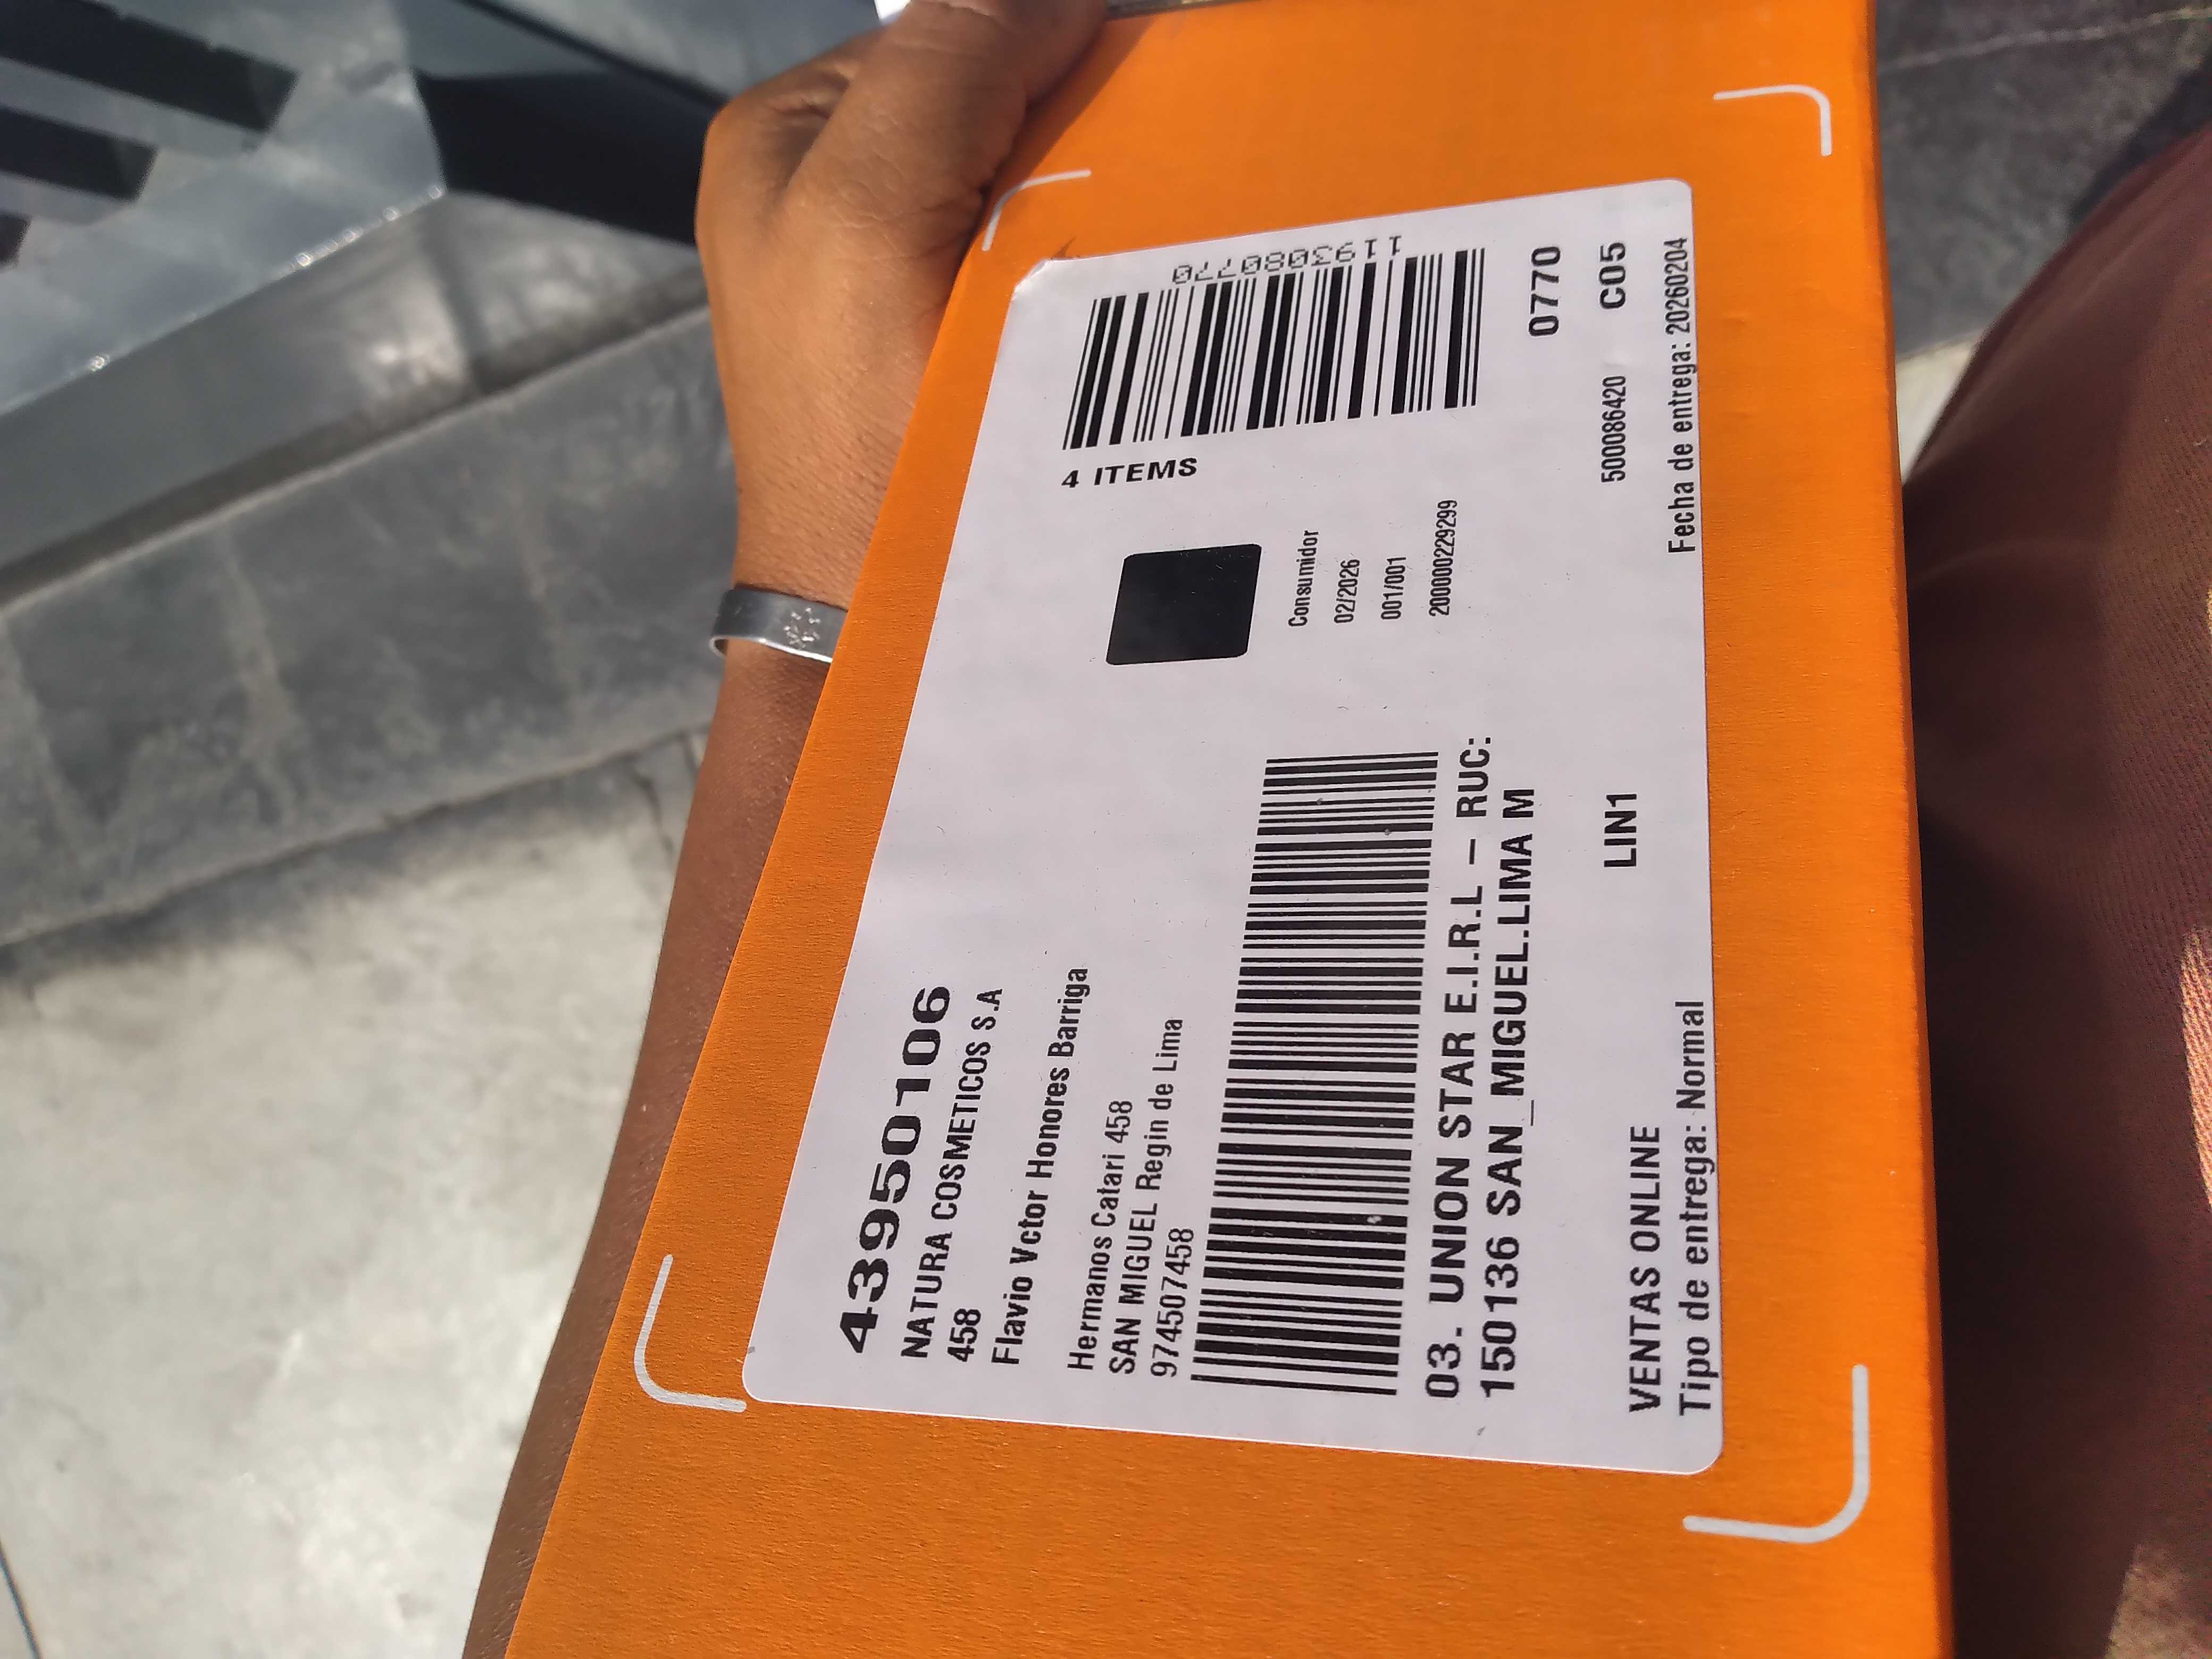 43950106
NATURA COSMETICOS S.A
458
Flavio Vctor Honores Barriga
Hermanos Catari 458
SAN MIGUEL Regin de Lima
974507458
03. UNION STAR E.I.R.L – RUC:
150136 SAN_MIGUEL.LIMA M
VENTAS ONLINE
LIN1
Tipo de entrega: Normal
4 ITEMS
1193080770
Consumidor
02/2026
001/001
2000000229299
0770
500086420 C05
Fecha de entrega: 20260204